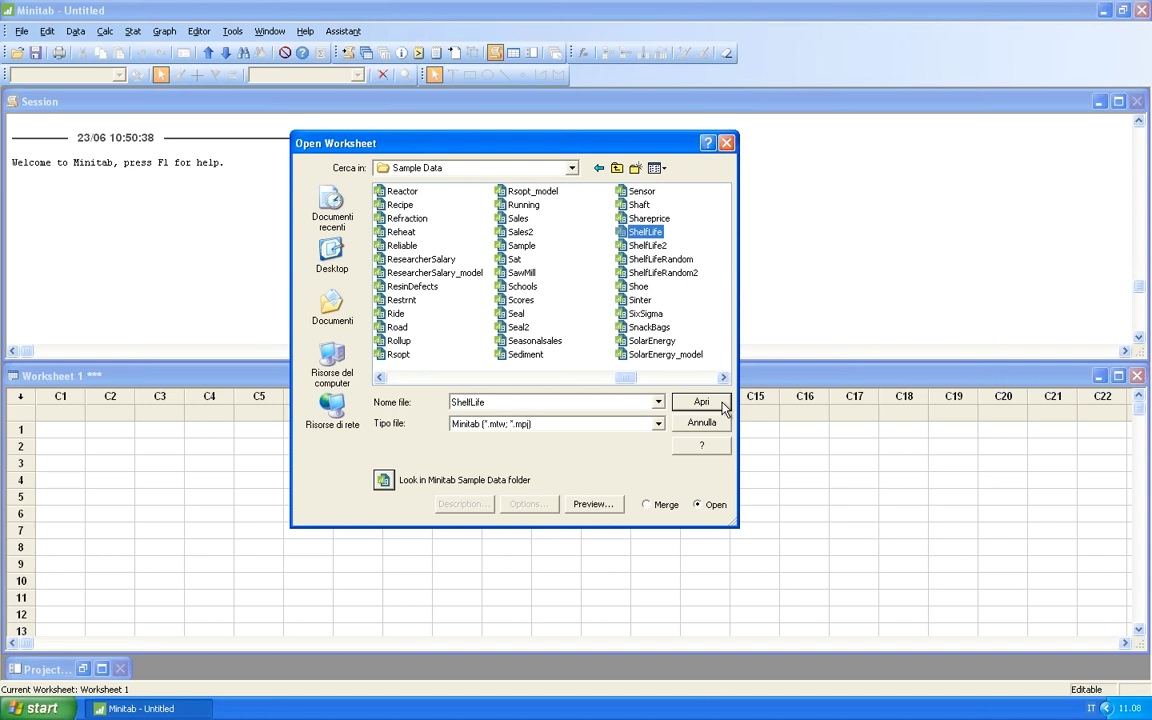 Minitab - Untitled
File Edit Data Calc Stat Graph Editor Tools Window Help Assistant
Session
23/06 10:50:38
Welcome to Minitab, press F1 for help.
Open Worksheet
Cerca in: Sample Data
Documenti recenti
Desktop
Documenti
Risorse del computer
Risorse di rete
Reactor Rsopt_model Sensor
Recipe Running Shaft
Refraction Sales Shareprice
Reheat Sales2 ShelfLife
Reliable Sample ShelfLife2
ResearcherSalary Sat ShelfLifeRandom
ResearcherSalary_model SawMill ShelfLifeRandom2
ResinDefects Schools Shoe
Restrnt Scores Sinter
Ride Seal SixSigma
Road Seal2 SnackBags
Rollup Seasonalsales SolarEnergy
Rsopt Sediment SolarEnergy_model
Nome file: ShelfLife Apri
Tipo file: Minitab (*.mtw; *.mpj) Annulla
?
Look in Minitab Sample Data folder
Description... Options... Preview... Merge Open
Worksheet 1 ***
C1 C2 C3 C4 C5 C15 C16 C17 C18 C19 C20 C21 C22
1
2
3
4
5
6
7
8
9
10
11
12
13
Project...
Current Worksheet: Worksheet 1 Editable
start Minitab - Untitled IT 11.08